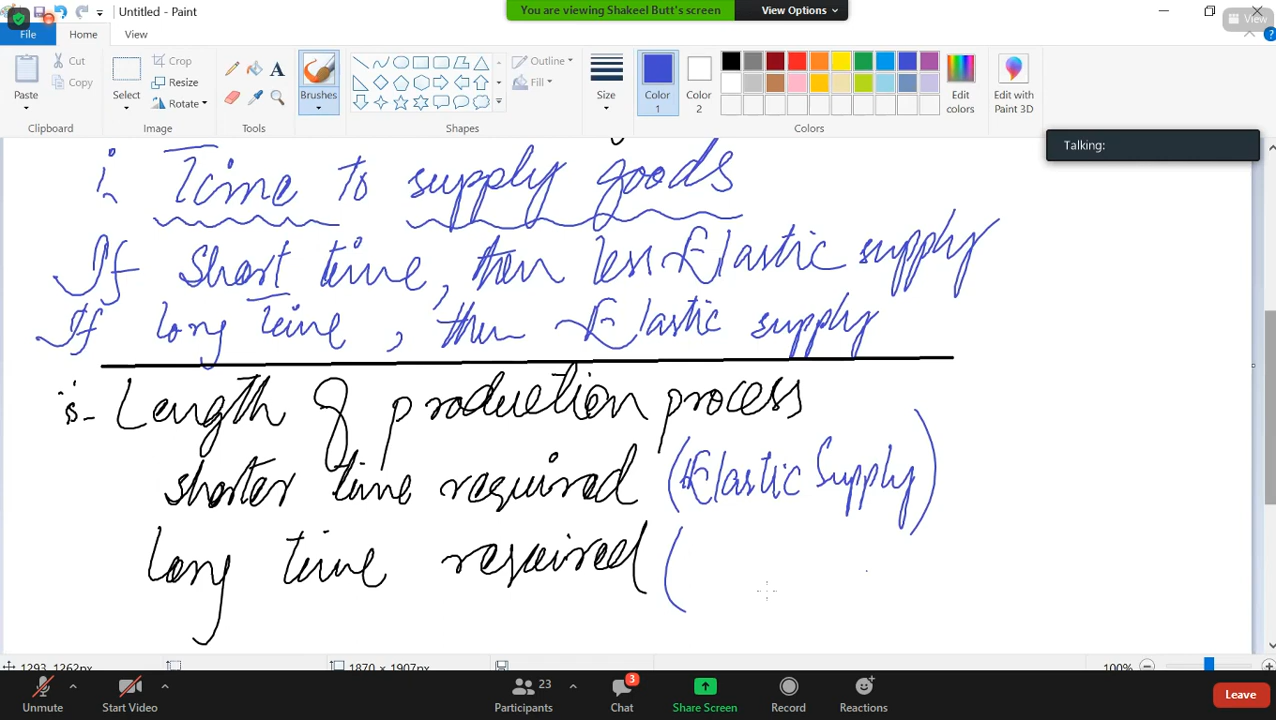 Untitled - Paint
You are viewing Shakeel Butt's screen
View Options
View
File Home View
Paste Cut Copy Clipboard
Select Crop Resize Rotate Image
Tools
Brushes
Shapes Outline Fill
Size
Color 1 Color 2 Edit colors Edit with Paint 3D Colors
Talking:
i, Time to supply goods
If short time, then less Elastic supply
If long Time, then Elastic supply
Length of production process
shorter time required (Elastic Supply)
long time required (
1293, 1262px 1870 × 1907px 100%
Unmute Start Video 23 Participants 3 Chat Share Screen Record Reactions Leave